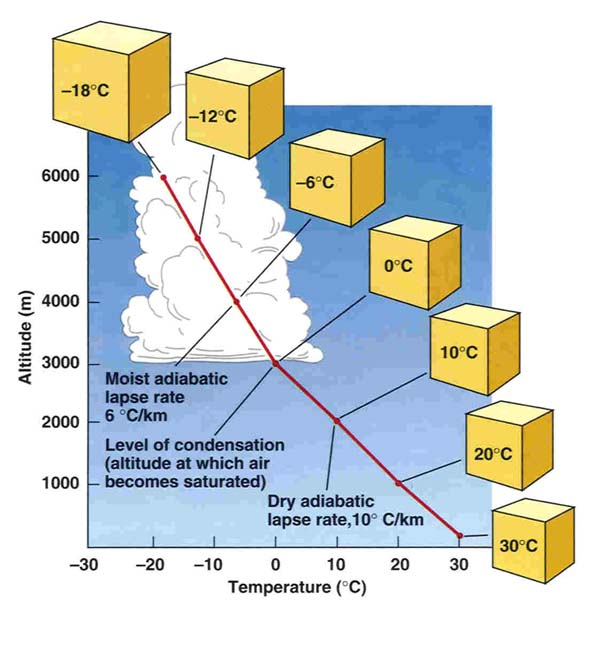 –18°C
–12°C
–6°C
0°C
10°C
20°C
30°C
Altitude (m)
6000
5000
4000
3000
2000
1000
Moist adiabatic
lapse rate
6 °C/km
Level of condensation
(altitude at which air
becomes saturated)
Dry adiabatic
lapse rate,10° C/km
–30
–20
–10
0
10
20
30
Temperature (°C)